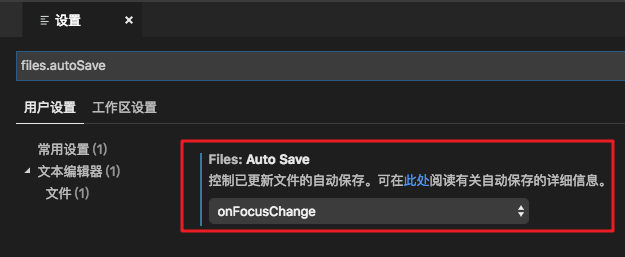 设置
files.autoSave
用户设置 工作区设置
常用设置 (1)
文本编辑器 (1)
文件 (1)
Files: Auto Save
控制已更新文件的自动保存。可在此处阅读有关自动保存的详细信息。
onFocusChange